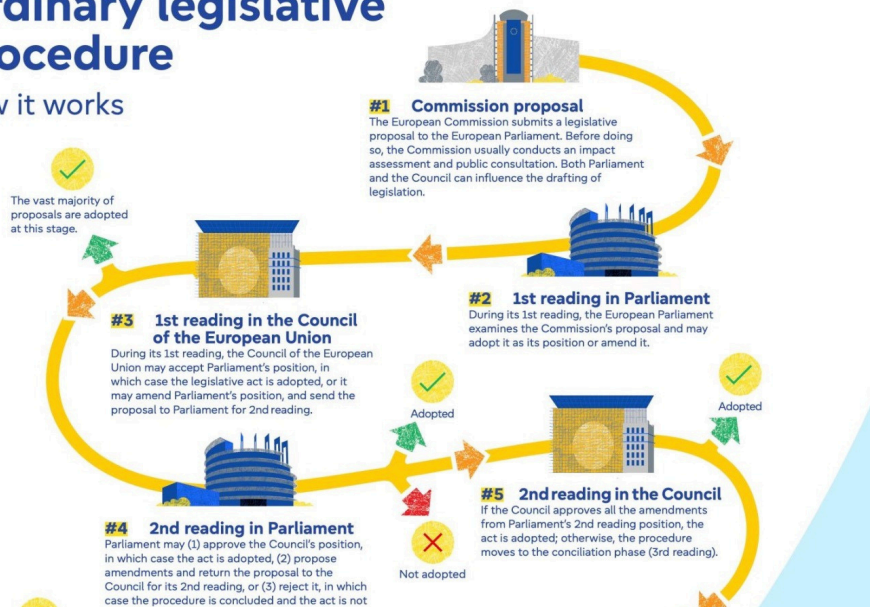 rdinary legislative
ocedure
w it works
#1 Commission proposal
The European Commission submits a legislative
proposal to the European Parliament. Before doing
so, the Commission usually conducts an impact
assessment and public consultation. Both Parliament
and the Council can influence the drafting of
legislation.
The vast majority of
proposals are adopted
at this stage.
#2 1st reading in Parliament
During its 1st reading, the European Parliament
examines the Commission's proposal and may
adopt it as its position or amend it.
#3 1st reading in the Council
of the European Union
During its 1st reading, the Council of the European
Union may accept Parliament's position, in
which case the legislative act is adopted, or it
may amend Parliament's position, and send the
proposal to Parliament for 2nd reading.
Adopted
Adopted
#4 2nd reading in Parliament
Parliament may (1) approve the Council's position,
in which case the act is adopted, (2) propose
amendments and return the proposal to the
Council for its 2nd reading, or (3) reject it, in which
case the procedure is concluded and the act is not
Not adopted
#5 2nd reading in the Council
If the Council approves all the amendments
from Parliament's 2nd reading position, the
act is adopted; otherwise, the procedure
moves to the conciliation phase (3rd reading).